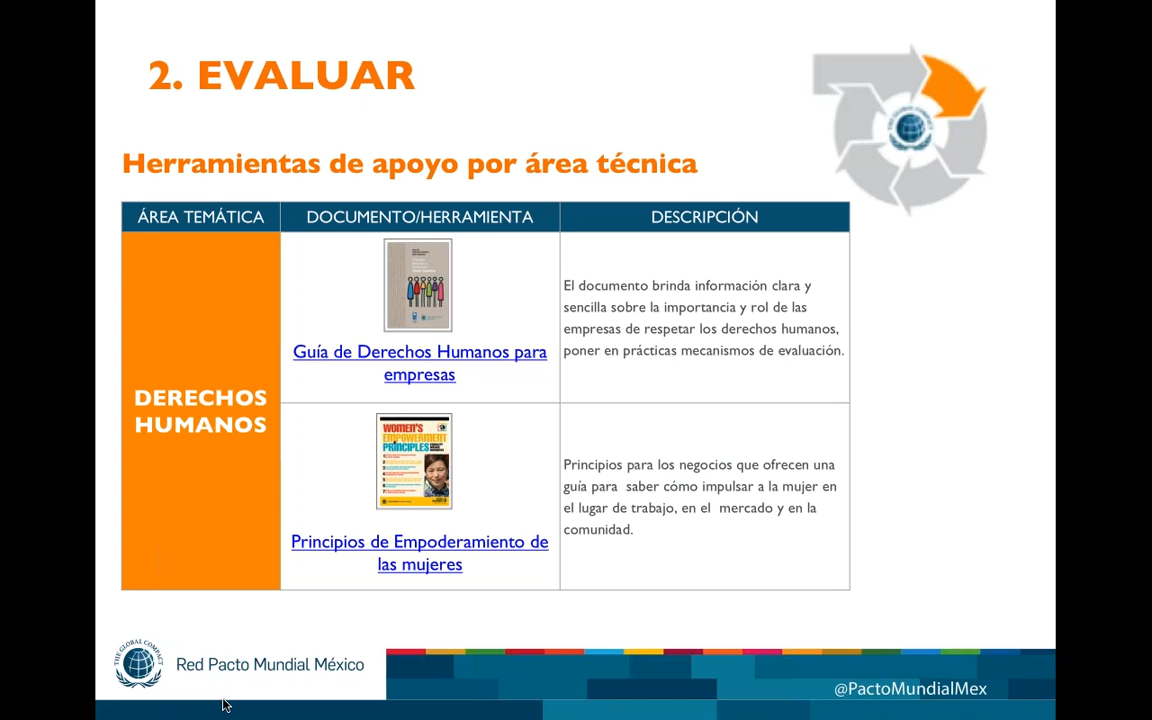 2. EVALUAR
Herramientas de apoyo por área técnica
ÁREA TEMÁTICA
DOCUMENTO/HERRAMIENTA
DESCRIPCIÓN
DERECHOS
HUMANOS
Guía de Derechos Humanos para
empresas
El documento brinda información clara y
sencilla sobre la importancia y rol de las
empresas de respetar los derechos humanos,
poner en prácticas mecanismos de evaluación.
WOMEN'S
EMPOWERMENT
PRINCIPLES
Principios de Empoderamiento de
las mujeres
Principios para los negocios que ofrecen una
guía para  saber cómo impulsar a la mujer en
el lugar de trabajo, en el  mercado y en la
comunidad.
THE GLOBAL COMPACT
Red Pacto Mundial México
@PactoMundialMex